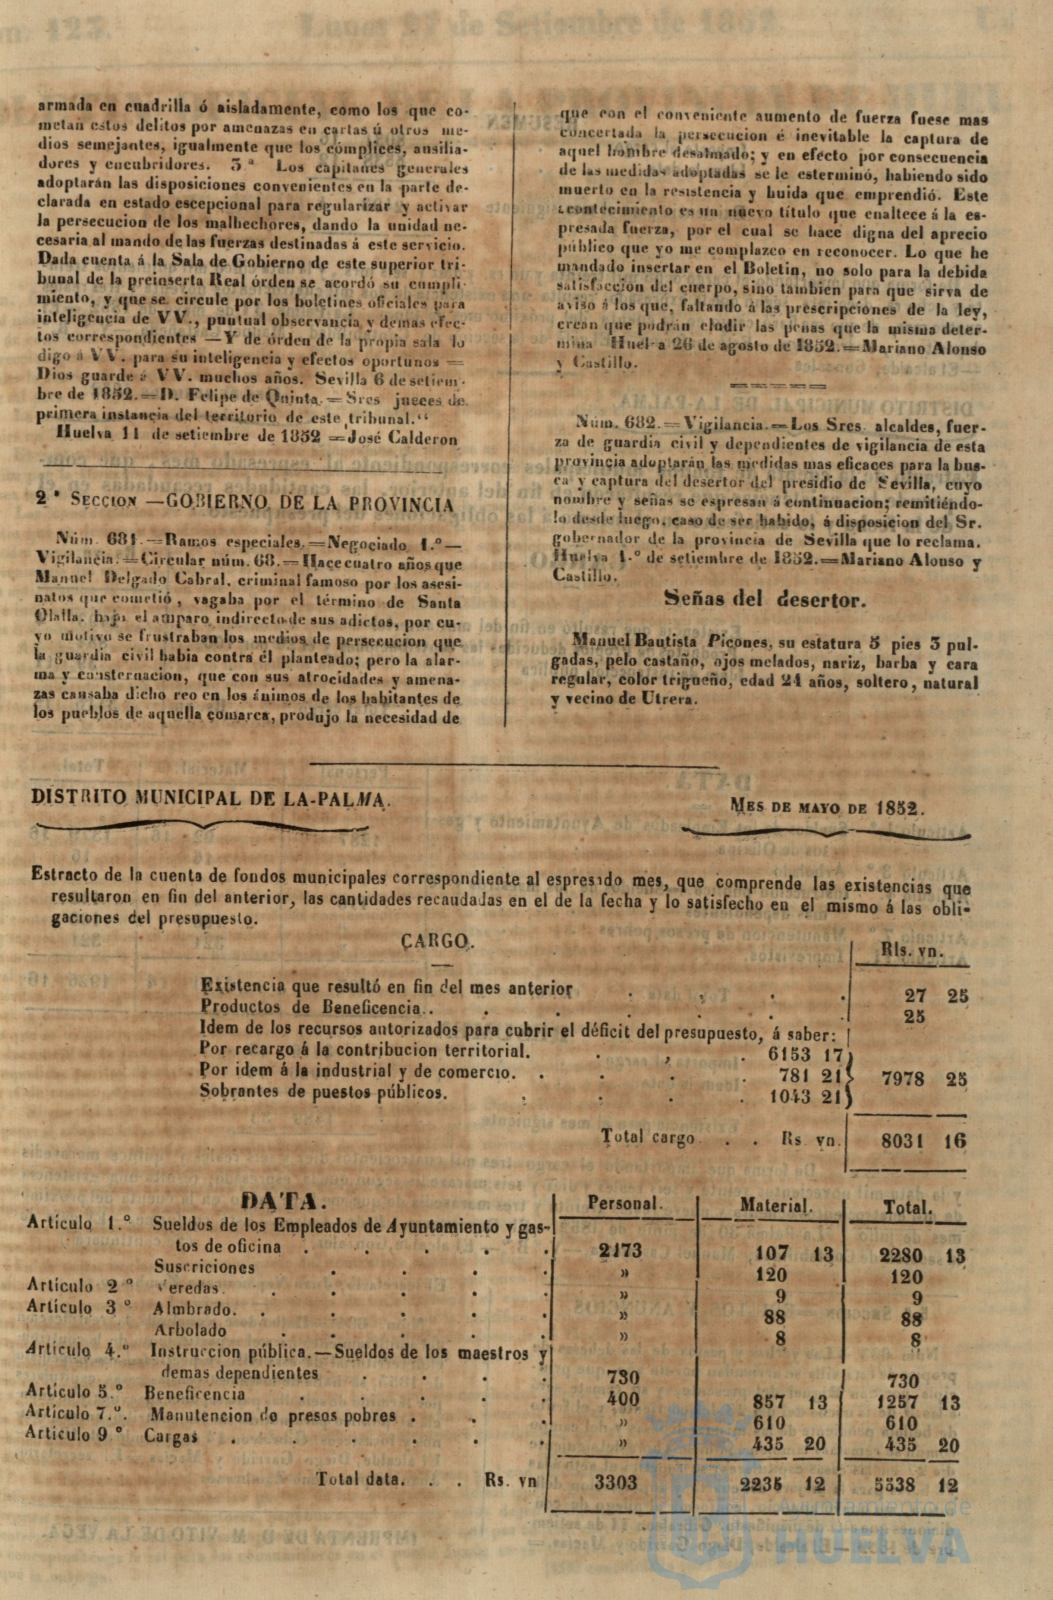 armada en cuadrilla ó aisladamente, como los que co-
metan estos delitos por amenazas en cartas ú otros me-
dios semejantes, igualmente que los cómplices, ausilia-
dores y encubridores. 3ª Los capitanes generales
adoptarán las disposiciones convenientes en la parte de-
clarada en estado escepcional para regularizar y activar
la persecucion de los malhechores, dando la unidad ne-
cesaria al mando de las fuerzas destinadas á este servicio.
Dada cuenta á la Sala de Gobierno de este superior tri-
bunal de la preinserta Real órden se acordó su cumpli-
miento, y que se circule por los boletines oficiales para
inteligencia de VV., puntual observancia y demas efec-
tos correspondientes —Y de órden de la propia sala lo
digo á VV. para su inteligencia y efectos oportunos =
Dios guarde á VV. muchos años. Sevilla 6 de setiem-
bre de 1852.=D. Felipe de Quinta.=Sres jueces de
primera instancia del territorio de este tribunal.“
Huelva 11 de setiembre de 1852 =José Calderon
2ª SECCION —GOBIERNO DE LA PROVINCIA
Núm. 681.=Ramos especiales.=Negociado 1.º—
Vigilancia.=Circular núm. 68.=Hace cuatro años que
Manuel Delgado Cabral, criminal famoso por los asesi-
natos que cometió, vagaba por el término de Santa
Olalla, bajo el amparo indirecto de sus adictos, por cu-
yo motivo se frustraban los medios de persecucion que
la guardia civil habia contra él planteado; pero la alar-
ma y consternacion, que con sus atrocidades y amena-
zas causaba dicho reo en los ánimos de los habitantes de
los pueblos de aquella comarca, produjo la necesidad de
que con el conveniente aumento de fuerza fuese mas
concertada la persecucion é inevitable la captura de
aquel hombre desalmado; y en efecto por consecuencia
de las medidas adoptadas se le esterminó, habiendo sido
muerto en la resistencia y huida que emprendió. Este
acontecimiento es un nuevo título que enaltece á la es-
presada fuerza, por el cual se hace digna del aprecio
público que yo me complazco en reconocer. Lo que he
mandado insertar en el Boletin, no solo para la debida
satisfaccion del cuerpo, sino tambien para que sirva de
aviso á los que, faltando á las prescripciones de la ley,
crean que podrán eludir las penas que la misma deter-
mina Huelva 26 de agosto de 1852.=Mariano Alonso
y Castillo.
Núm. 682.=Vigilancia.=Los Sres. alcaldes, fuer-
za de guardia civil y dependientes de vigilancia de esta
provincia adoptarán las medidas mas eficaces para la bus-
ca y captura del desertor del presidio de Sevilla, cuyo
nombre y señas se espresan á continuacion; remitiéndo-
lo desde luego, caso de ser habido, á disposicion del Sr.
gobernador de la provincia de Sevilla que lo reclama.
Huelva 1.º de setiembre de 1852.=Mariano Alonso y
Castillo.
Señas del desertor.
Manuel Bautista Picones, su estatura 5 pies 3 pul-
gadas, pelo castaño, ojos melados, nariz, barba y cara
regular, color trigueño, edad 24 años, soltero, natural
y vecino de Utrera.
DISTRITO MUNICIPAL DE LA-PALMA. MES DE MAYO DE 1852.
Estracto de la cuenta de fondos municipales correspondiente al espresado mes, que comprende las existencias que
resultaron en fin del anterior, las cantidades recaudadas en el de la fecha y lo satisfecho en el mismo á las obli-
gaciones del presupuesto.
CARGO. Rls. vn.
Existencia que resultó en fin del mes anterior . . . . 27 25
Productos de Beneficencia. . . . . . . 25
Idem de los recursos autorizados para cubrir el déficit del presupuesto, á saber:
Por recargo á la contribucion territorial. . . . 6153 17
Por idem á la industrial y de comercio. . . . . 781 21 } 7978 25
Sobrantes de puestos públicos. . . . . 1043 21
Total cargo . . Rs vn. 8031 16
DATA. Personal. Material. Total.
Artículo 1.º Sueldos de los Empleados de Ayuntamiento y gas-
tos de oficina . . . . . 2173 107 13 2280 13
Suscriciones . . . . » 120 120
Artículo 2º Veredas. . . . . . » 9 9
Artículo 3º Almbrado. . . . . . » 88 88
Arbolado . . . . . » 8 8
Artículo 4.º Instruccion pública.—Sueldos de los maestros y
demas dependientes . . . . 730 730
Artículo 5.º Beneficencia . . . . . 400 857 13 1257 13
Artículo 7.º. Manutencion de presos pobres . . . » 610 610
Artículo 9º Cargas . . . . . . » 435 20 435 20
Total data. . . Rs. vn 3303 2235 12 5538 12
Ayuntamiento de
HUELVA